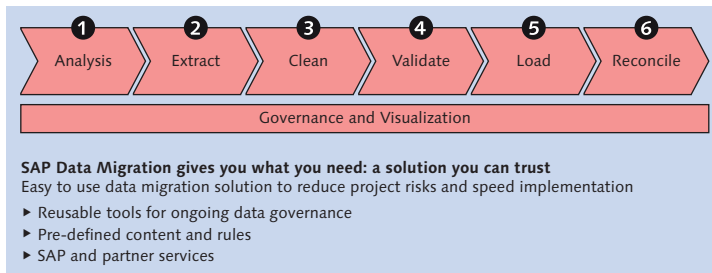 1 2 3 4 5 6
Analysis Extract Clean Validate Load Reconcile
Governance and Visualization
SAP Data Migration gives you what you need: a solution you can trust
Easy to use data migration solution to reduce project risks and speed implementation
▶ Reusable tools for ongoing data governance
▶ Pre-defined content and rules
▶ SAP and partner services